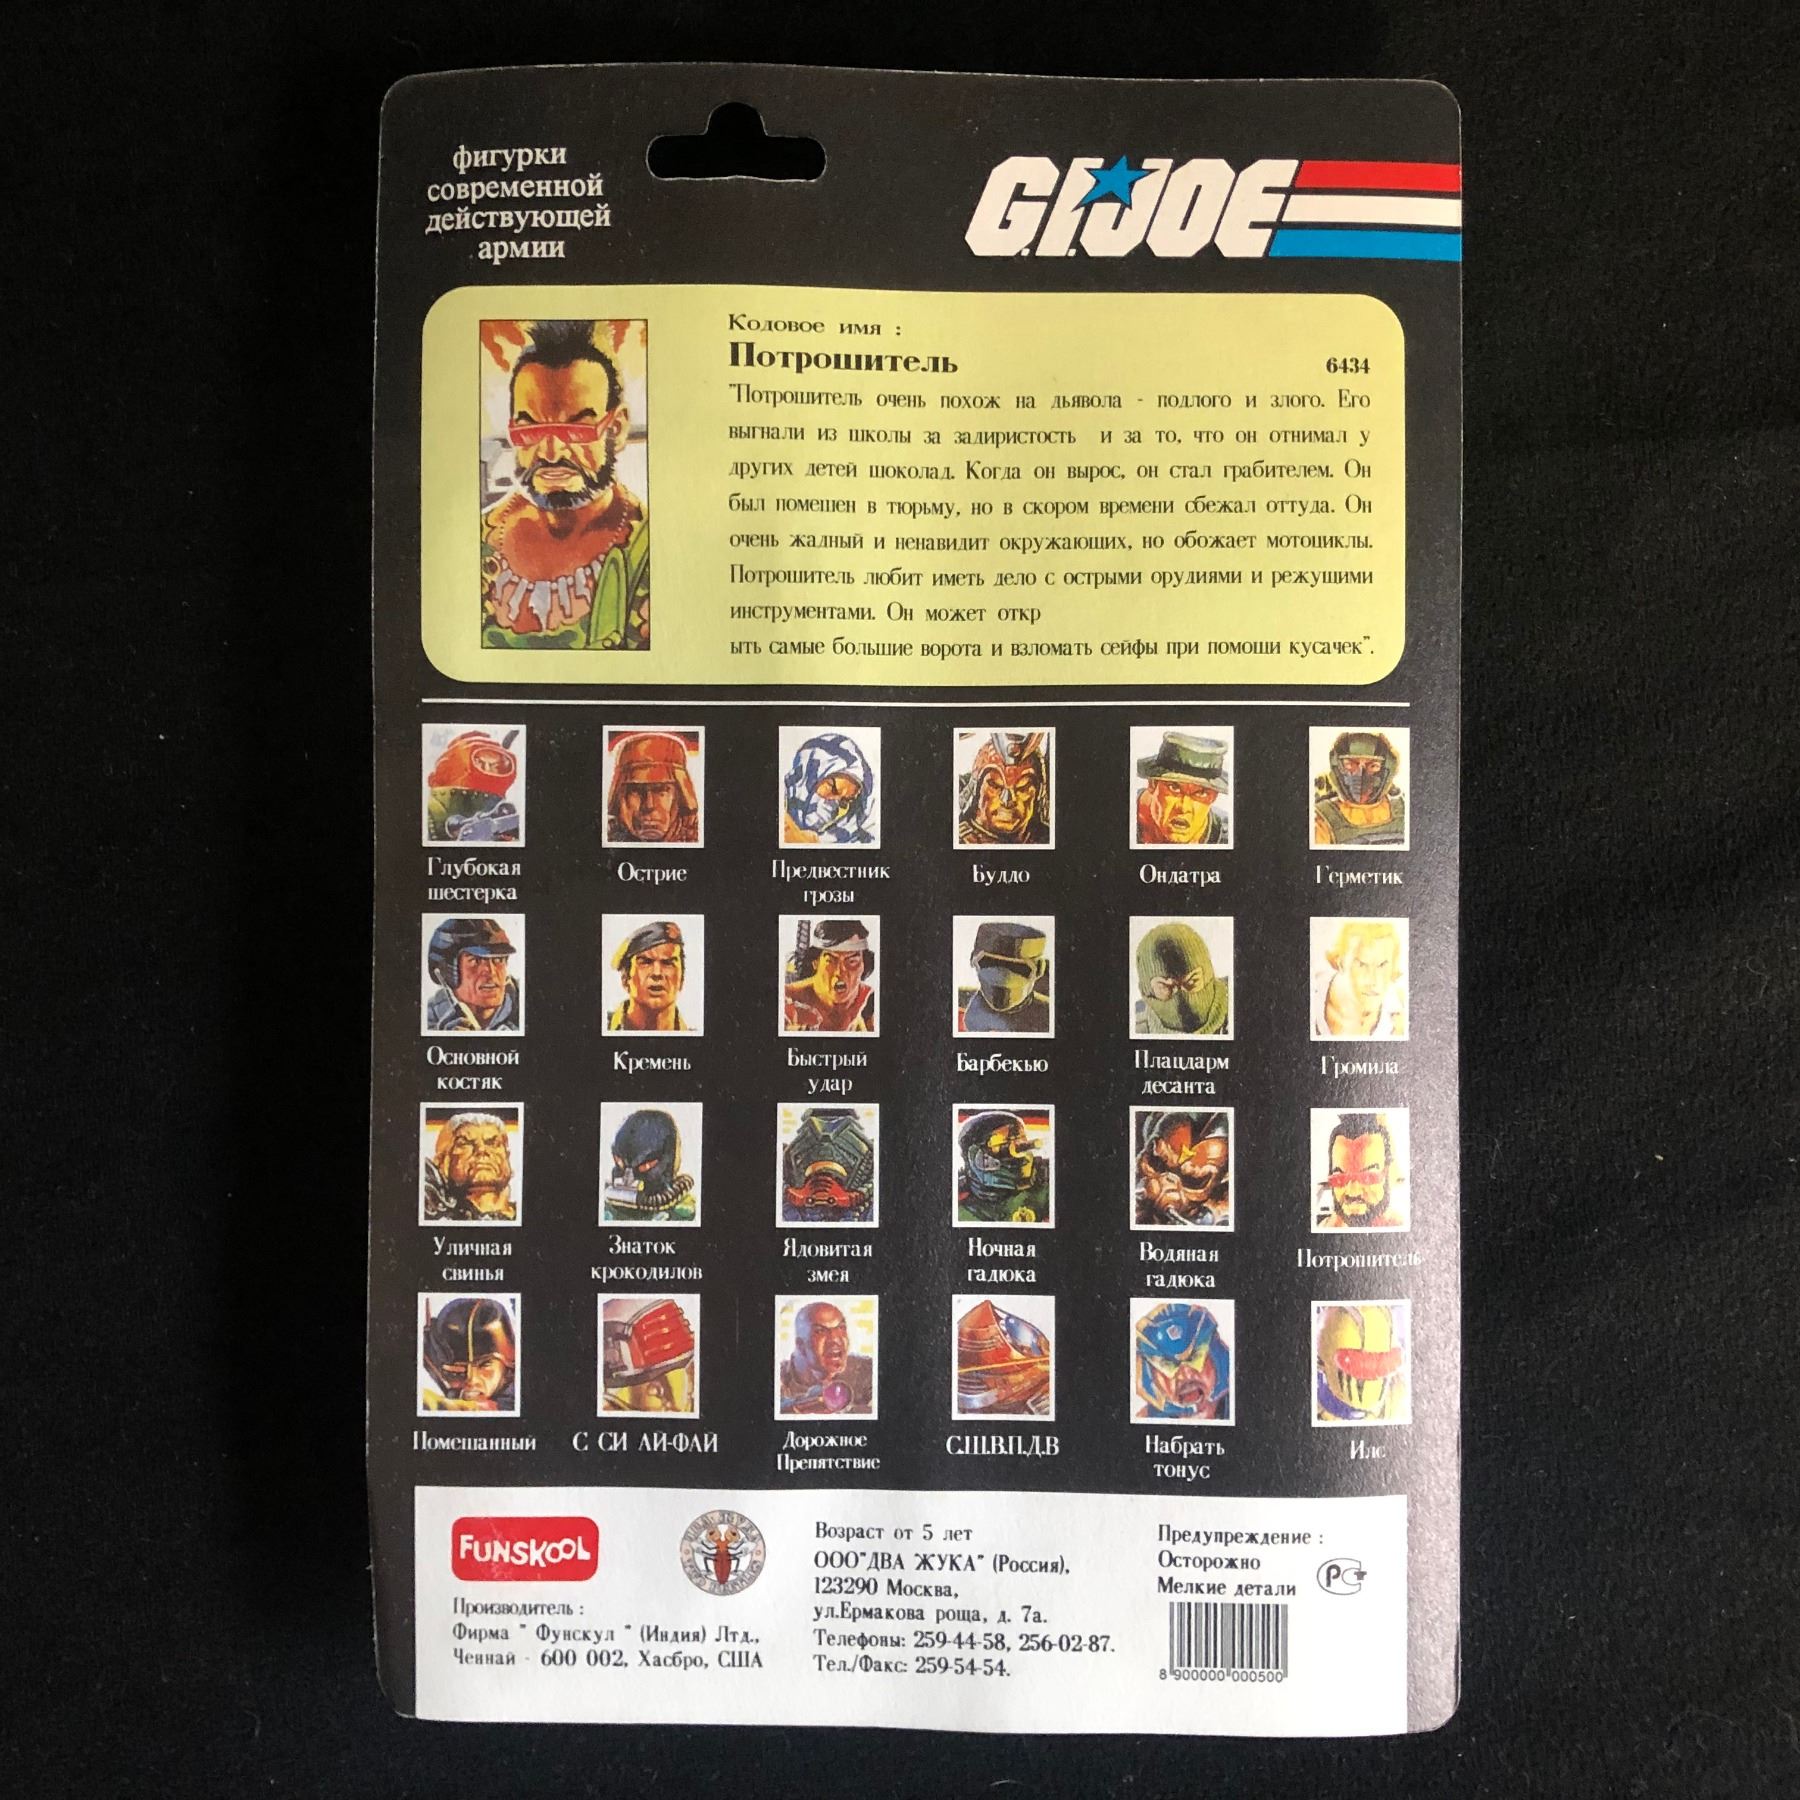 фигурки
современной
действующей
армии
G.I.JOE
Кодовое имя :
Потрошитель 6434
"Потрошитель очень похож на дьявола - подлого и злого. Его
выгнали из школы за задиристость и за то, что он отнимал у
других детей шоколад. Когда он вырос, он стал грабителем. Он
был помешен в тюрьму, но в скором времени сбежал оттуда. Он
очень жадный и ненавидит окружающих, но обожает мотоциклы.
Потрошитель любит иметь дело с острыми орудиями и режушими
инструментами. Он может откр
ыть самые большие ворота и взломать сейфы при помоши кусачек".
Глубокая
шестерка
Острие
Предвестник
грозы
Булло
Ондатра
Герметик
Основной
костяк
Кремень
Быстрый
удар
Барбекью
Плацдарм
десанта
Громила
Уличная
свинья
Знаток
крокодилов
Ядовитая
змея
Ночная
гадюка
Водяная
гадюка
Потрошитель
Помешанный
С СИ АЙ-ФАЙ
Дорожное
Препятствие
С.Ш.В.П.Д.В
Набрать
тонус
Илс
FUNSKOOL
Производитель :
Фирма " Фунскул " (Индия) Лтд.,
Ченнай - 600 002, Хасбро, США
Возраст от 5 лет
ООО"ДВА ЖУКА" (Россия),
123290 Москва,
ул.Ермакова роща, д. 7а.
Телефоны: 259-44-58, 256-02-87.
Тел./Факс: 259-54-54.
Предупреждение :
Осторожно
Мелкие детали
РСТ
8 900000 000500